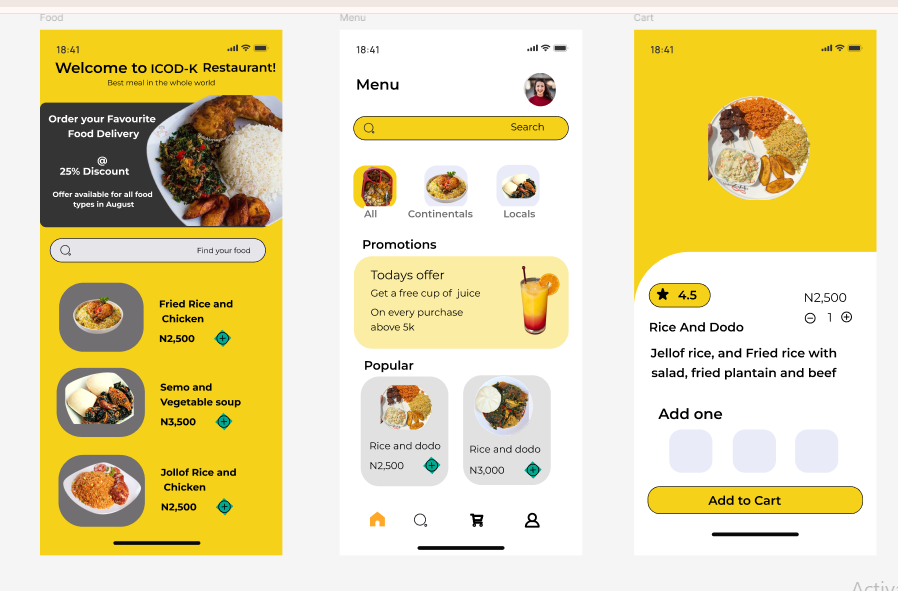 Food
18:41
Welcome to ICOD-K Restaurant!
Best meal in the whole world
Order your Favourite
Food Delivery
@
25% Discount
Offer available for all food
types in August
Find your food
Fried Rice and
Chicken
N2,500
Semo and
Vegetable soup
N3,500
Jollof Rice and
Chicken
N2,500
Menu
18:41
Menu
Search
All
Continentals
Locals
Promotions
Todays offer
Get a free cup of juice
On every purchase
above 5k
Popular
Rice and dodo
N2,500
Rice and dodo
N3,000
Cart
18:41
4.5
N2,500
1
Rice And Dodo
Jellof rice, and Fried rice with
salad, fried plantain and beef
Add one
Add to Cart